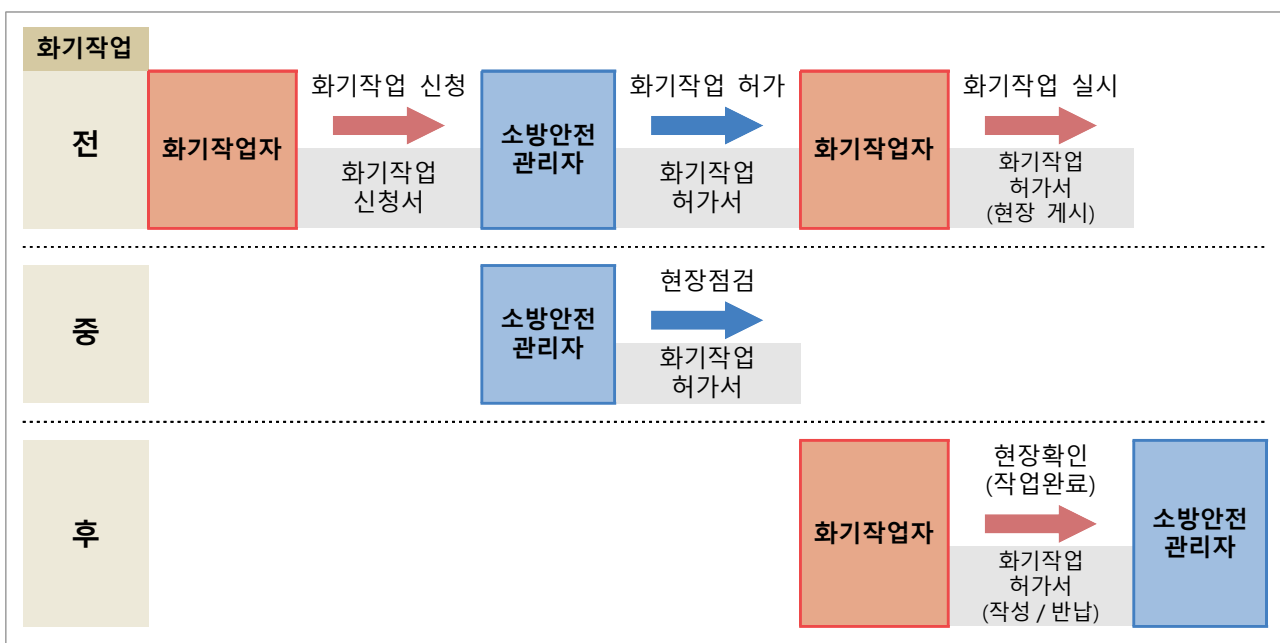 화기작업
전
화기작업자
화기작업 신청
화기작업
신청서
소방안전
관리자
화기작업 허가
화기작업
허가서
화기작업자
화기작업 실시
화기작업
허가서
(현장 게시)
중
소방안전
관리자
현장점검
화기작업
허가서
후
화기작업자
현장확인
(작업완료)
화기작업
허가서
(작성 / 반납)
소방안전
관리자